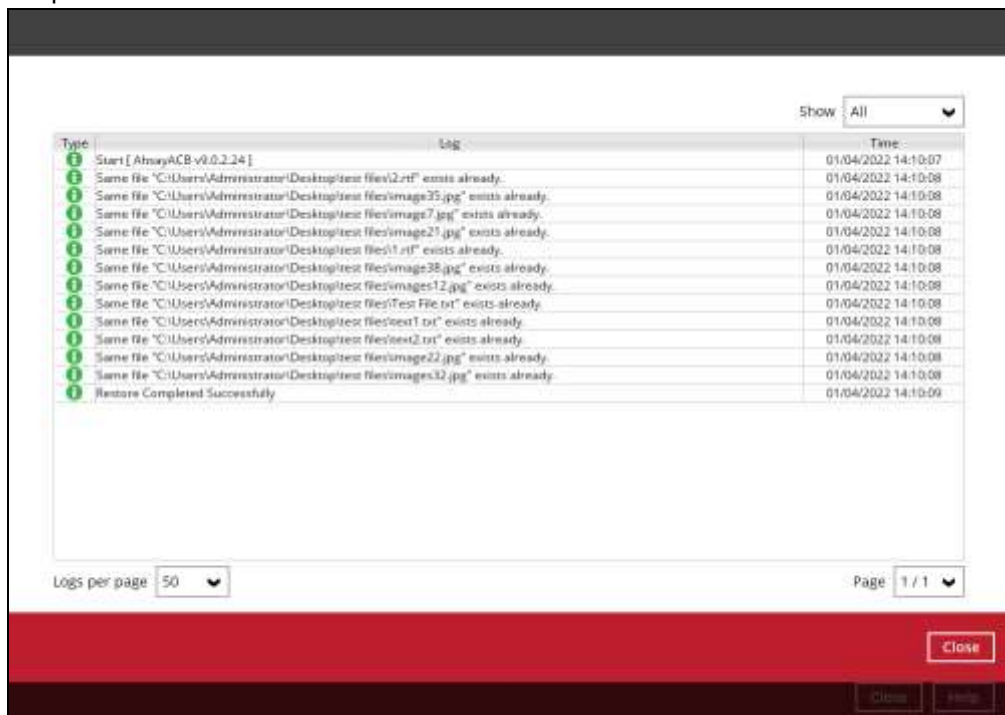 Show All
Type Log Time
Start [ AhsayACB v9.0.2.24 ] 01/04/2022 14:10:07
Same file "C:\Users\Administrator\Desktop\test files\2.rtf" exists already. 01/04/2022 14:10:08
Same file "C:\Users\Administrator\Desktop\test files\image35.jpg" exists already. 01/04/2022 14:10:08
Same file "C:\Users\Administrator\Desktop\test files\image7.jpg" exists already. 01/04/2022 14:10:08
Same file "C:\Users\Administrator\Desktop\test files\image21.jpg" exists already. 01/04/2022 14:10:08
Same file "C:\Users\Administrator\Desktop\test files\1.rtf" exists already. 01/04/2022 14:10:08
Same file "C:\Users\Administrator\Desktop\test files\image38.jpg" exists already. 01/04/2022 14:10:08
Same file "C:\Users\Administrator\Desktop\test files\images12.jpg" exists already. 01/04/2022 14:10:08
Same file "C:\Users\Administrator\Desktop\test files\Test File.txt" exists already. 01/04/2022 14:10:08
Same file "C:\Users\Administrator\Desktop\test files\text1.txt" exists already. 01/04/2022 14:10:08
Same file "C:\Users\Administrator\Desktop\test files\text2.txt" exists already. 01/04/2022 14:10:08
Same file "C:\Users\Administrator\Desktop\test files\image22.jpg" exists already. 01/04/2022 14:10:08
Same file "C:\Users\Administrator\Desktop\test files\images32.jpg" exists already. 01/04/2022 14:10:08
Restore Completed Successfully 01/04/2022 14:10:09
Logs per page 50 Page 1 / 1
Close
Close Help